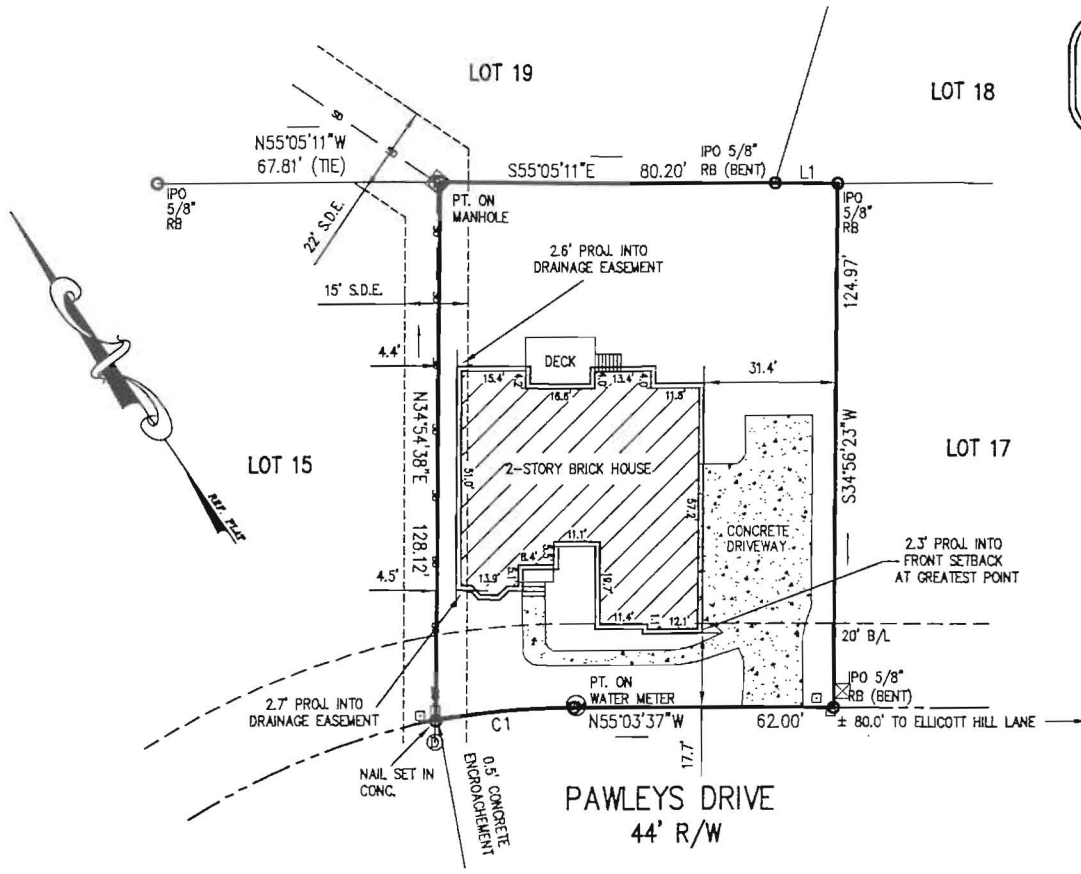 LOT 19
LOT 18
N55°05'11"W
67.81' (TIE)
S55°05'11"E 80.20'
IPO 5/8"
RB (BENT)
L1
IPO
5/8"
RB
PT. ON
MANHOLE
IPO
5/8"
RB
22' S.D.E.
2.6' PROJ. INTO
DRAINAGE EASEMENT
15' S.D.E.
124.97'
S34°56'23"W
4.4'
DECK
31.4'
15.4'
16.6'
13.4'
11.6'
N34°54'38"E
128.12'
LOT 15
51.0'
2-STORY BRICK HOUSE
57.2'
LOT 17
CONCRETE
DRIVEWAY
2.3' PROJ. INTO
FRONT SETBACK
AT GREATEST POINT
REF. PLAT
11.1'
8.4'
5.1'
13.9'
19.7'
4.5'
11.4'
12.1'
20' B/L
2.7' PROJ. INTO
DRAINAGE EASEMENT
PT. ON
WATER METER
IPO 5/8"
RB (BENT)
C1
N55°03'37"W 62.00'
± 80.0' TO ELLICOTT HILL LANE
NAIL SET IN
CONC.
0.5' CONCRETE
ENCROACHEMENT
17.7'
PAWLEYS DRIVE
44' R/W